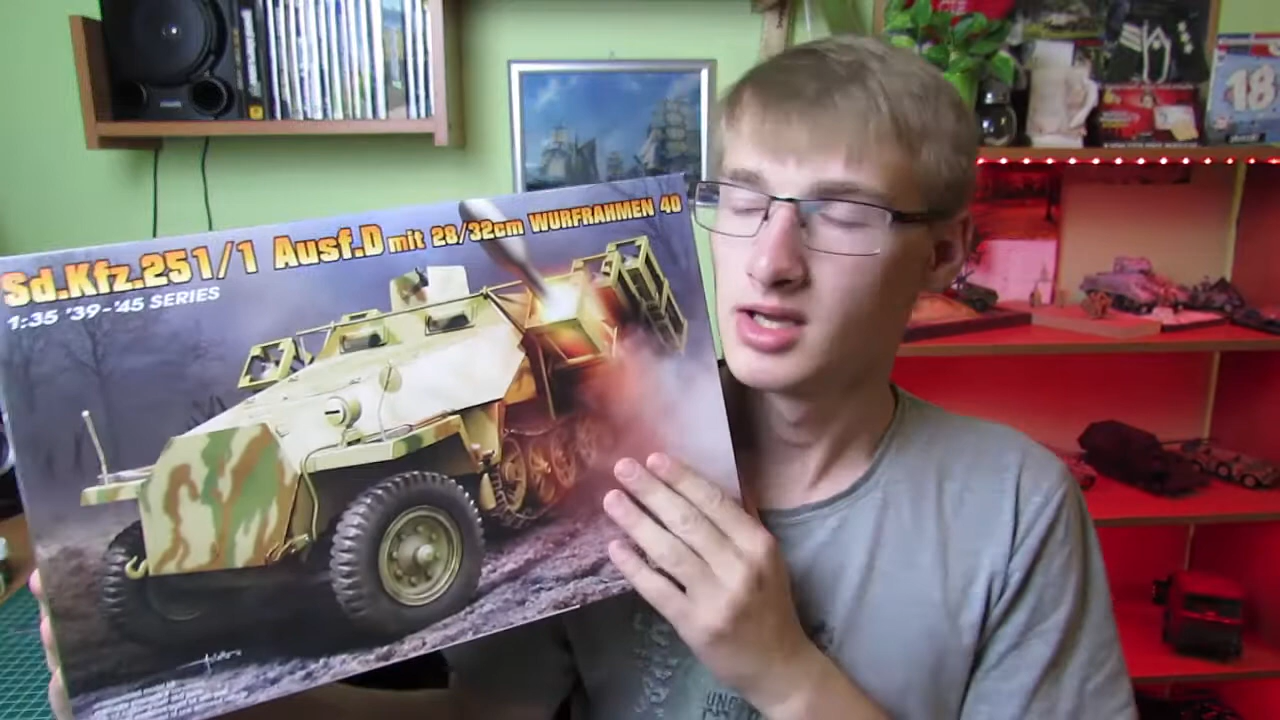 Sd.Kfz.251/1 Ausf.D mit 28/32cm WURFRAHMEN 40
1:35 '39-'45 SERIES
18